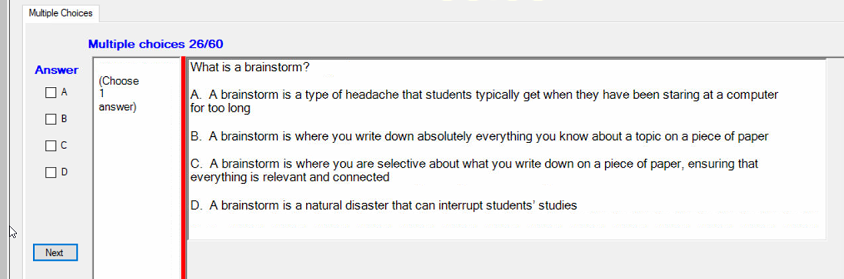 Multiple Choices
Multiple choices 26/60
Answer
A
B
C
D
(Choose
1
answer)
What is a brainstorm?
A. A brainstorm is a type of headache that students typically get when they have been staring at a computer
for too long
B. A brainstorm is where you write down absolutely everything you know about a topic on a piece of paper
C. A brainstorm is where you are selective about what you write down on a piece of paper, ensuring that
everything is relevant and connected
D. A brainstorm is a natural disaster that can interrupt students' studies
Next